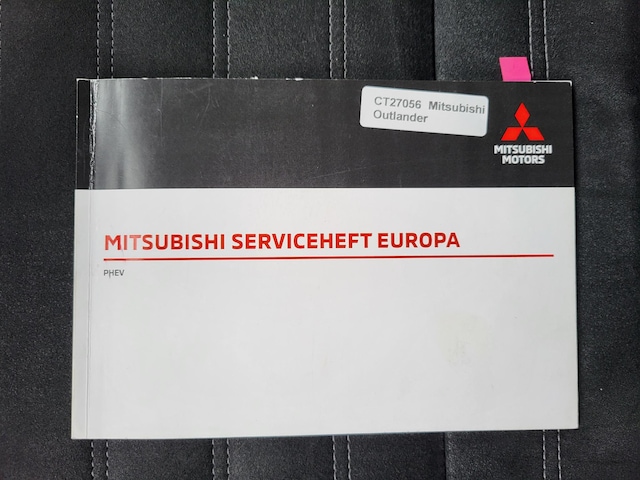 CT27056 Mitsubishi
Outlander
MITSUBISHI
MOTORS
MITSUBISHI SERVICEHEFT EUROPA
PHEV